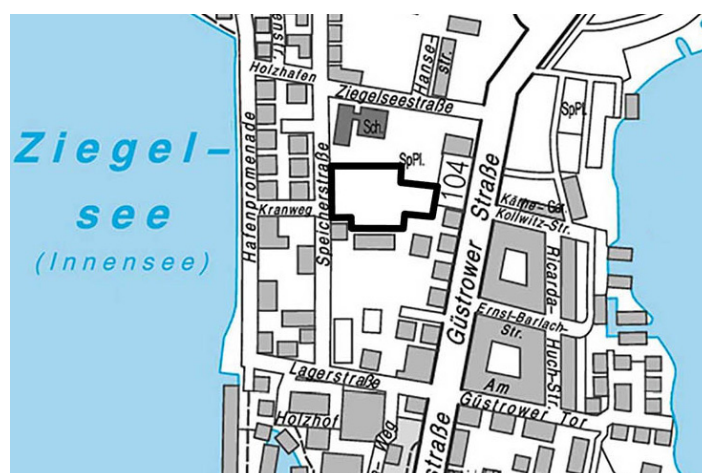 Holzhafen
Hanse-
str.
Ziegelseestraße
Sch.
SpPl.
SpPl.
104
Ziegel-
see
(Innensee)
Hafenpromenade
Speicherstraße
Kranweg
Güstrower Straße
Käthe-
Kollwitz-Str.
Ricarda-
Huch-Str.
Ernst-Barlach-
Str.
Lagerstraße
Am
Güstrower Tor
Holzhof
Weg
straße